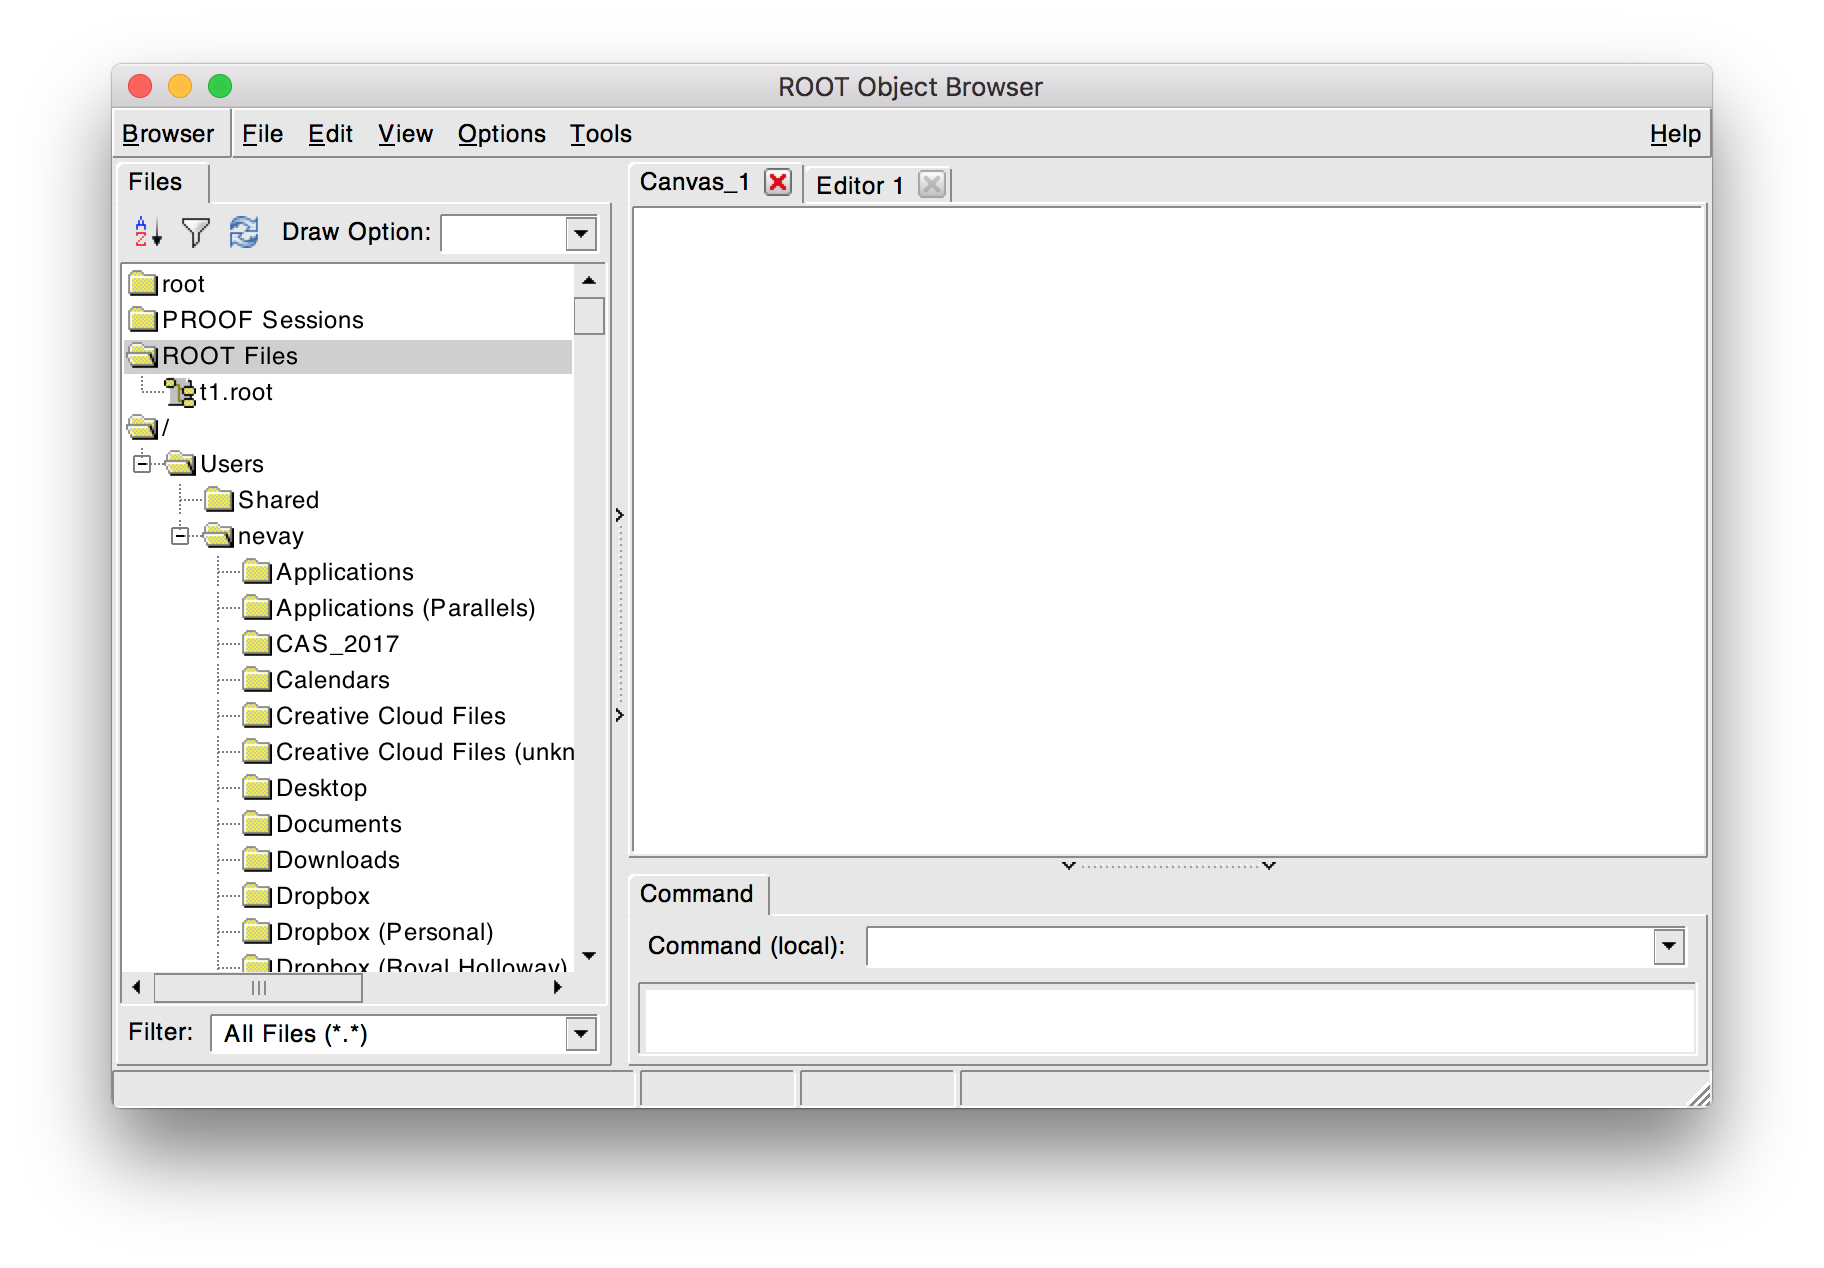 ROOT Object Browser
Browser File Edit View Options Tools Help
Files
Canvas_1 Editor 1
Draw Option:
root
PROOF Sessions
ROOT Files
t1.root
/
Users
Shared
nevay
Applications
Applications (Parallels)
CAS_2017
Calendars
Creative Cloud Files
Creative Cloud Files (unkn
Desktop
Documents
Downloads
Dropbox
Dropbox (Personal)
Dropbox (Royal Holloway)
Filter: All Files (*.*)
Command
Command (local):